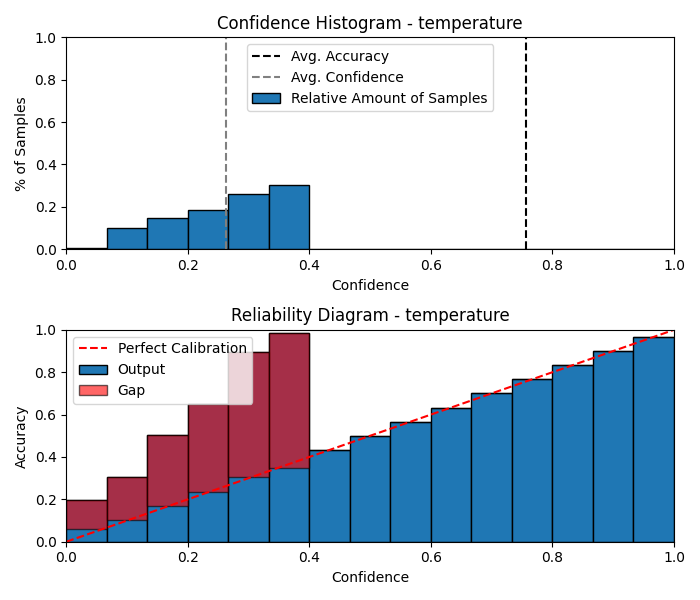 Confidence Histogram - temperature
1.0
0.8
0.6
0.4
0.2
0.0
% of Samples
Avg. Accuracy
Avg. Confidence
Relative Amount of Samples
0.0 0.2 0.4 0.6 0.8 1.0
Confidence
Reliability Diagram - temperature
1.0
0.8
0.6
0.4
0.2
0.0
Accuracy
Perfect Calibration
Output
Gap
0.0 0.2 0.4 0.6 0.8 1.0
Confidence